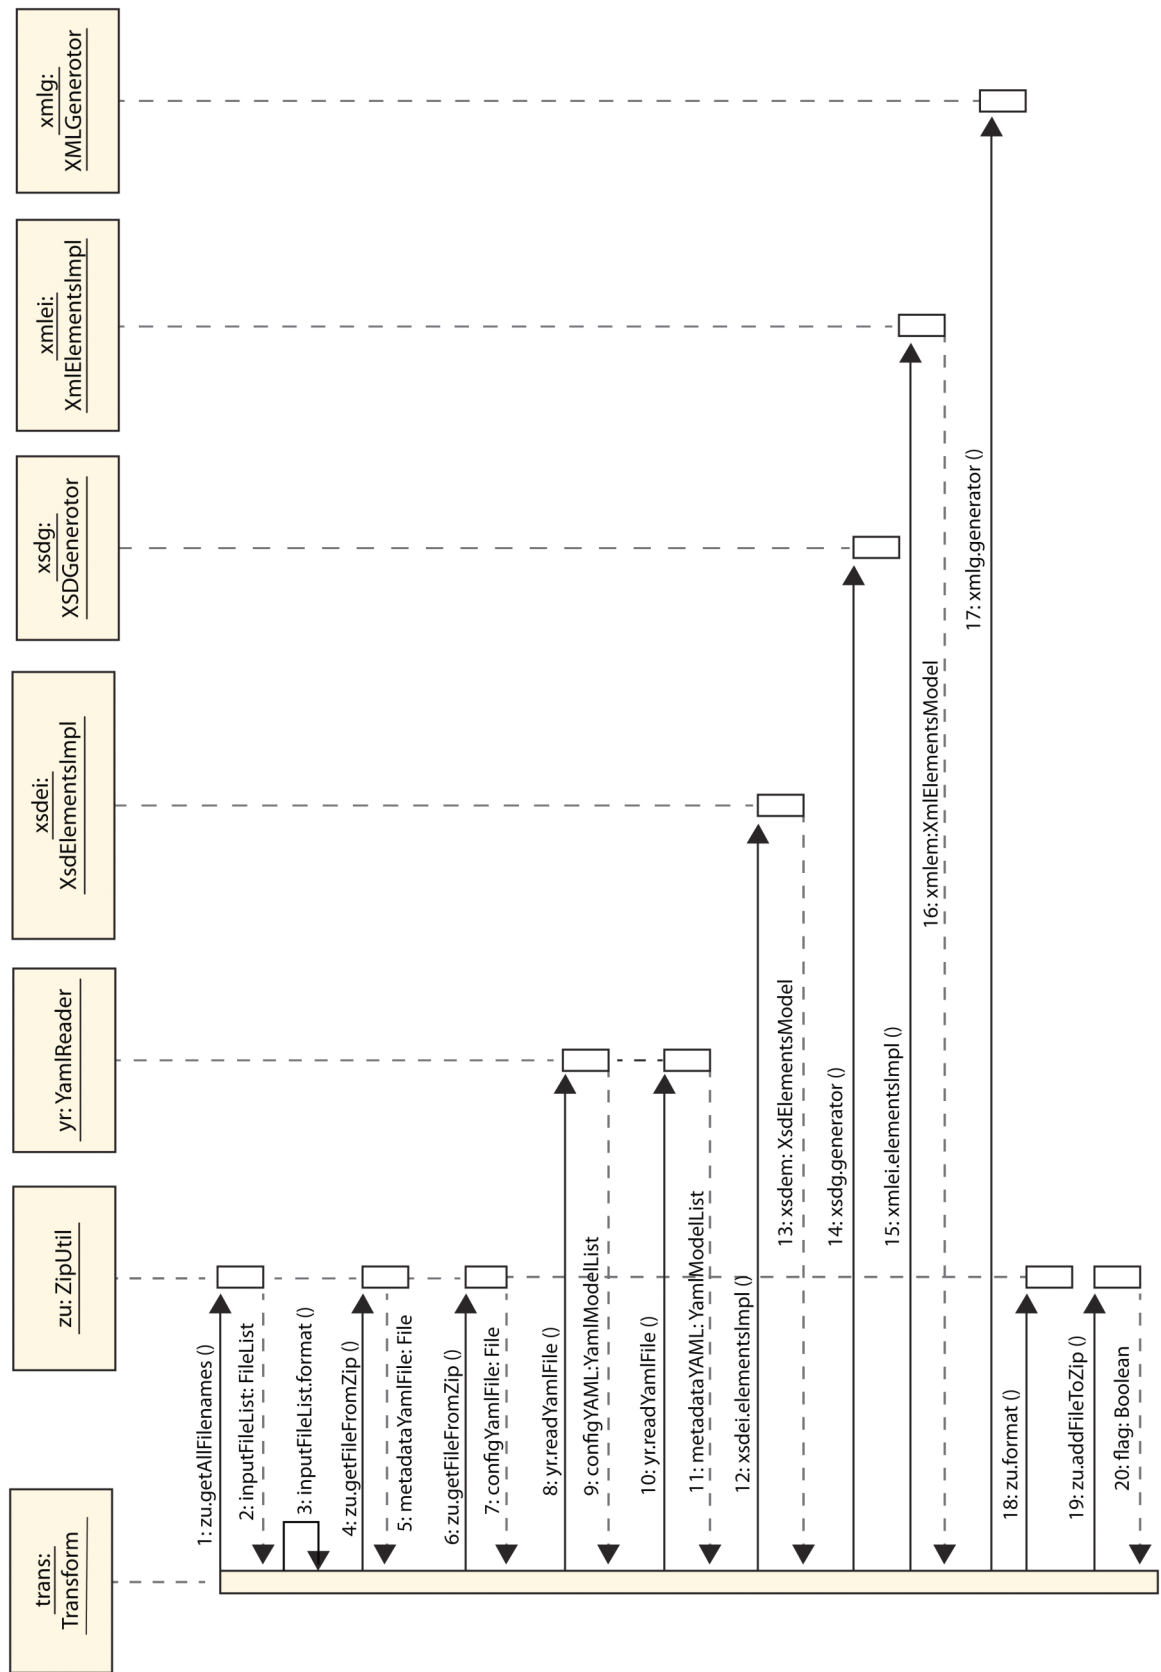 trans:
Transform
zu: ZipUtil
yr: YamlReader
xsdei:
XsdElementsImpl
xsdg:
XSDGenerotor
xmlei:
XmlElementsImpl
xmlg:
XMLGenerotor
1: zu.getAllFilenames ()
2: inputFileList: FileList
3: inputFileList.format ()
4: zu.getFileFromZip ()
5: metadataYamlFile: File
6: zu.getFileFromZip ()
7: configYamlFile: File
8: yr.readYamlFile ()
9: configYAML:YamlModelList
10: yr.readYamlFile ()
11: metadataYAML: YamlModelList
12: xsdei.elementsImpl ()
13: xsdem: XsdElementsModel
14: xsdg.generator ()
15: xmlei.elementsImpl ()
16: xmlem:XmlElementsModel
17: xmlg.generator ()
18: zu.format ()
19: zu.addFileToZip ()
20: flag: Boolean